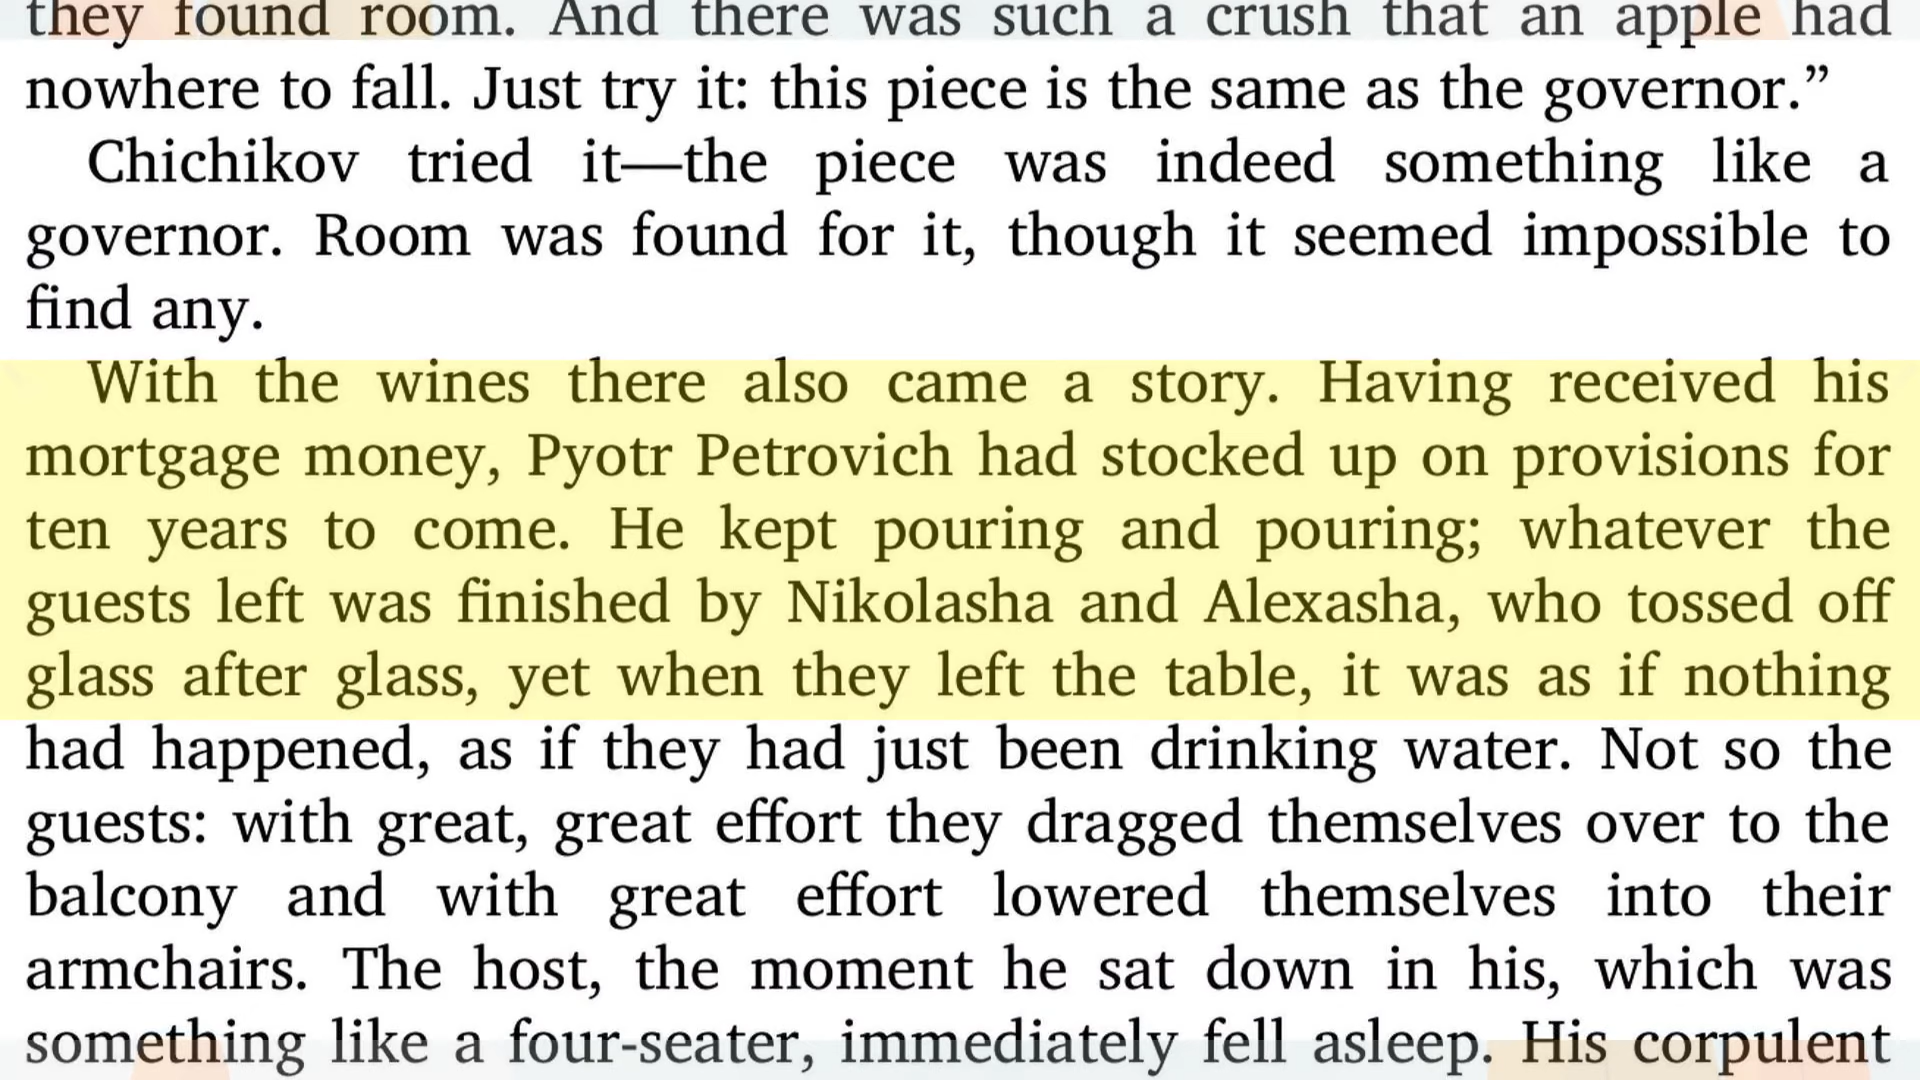 they found room. And there was such a crush that an apple had
nowhere to fall. Just try it: this piece is the same as the governor.”
Chichikov tried it—the piece was indeed something like a
governor. Room was found for it, though it seemed impossible to
find any.
With the wines there also came a story. Having received his
mortgage money, Pyotr Petrovich had stocked up on provisions for
ten years to come. He kept pouring and pouring; whatever the
guests left was finished by Nikolasha and Alexasha, who tossed off
glass after glass, yet when they left the table, it was as if nothing
had happened, as if they had just been drinking water. Not so the
guests: with great, great effort they dragged themselves over to the
balcony and with great effort lowered themselves into their
armchairs. The host, the moment he sat down in his, which was
something like a four-seater, immediately fell asleep. His corpulent